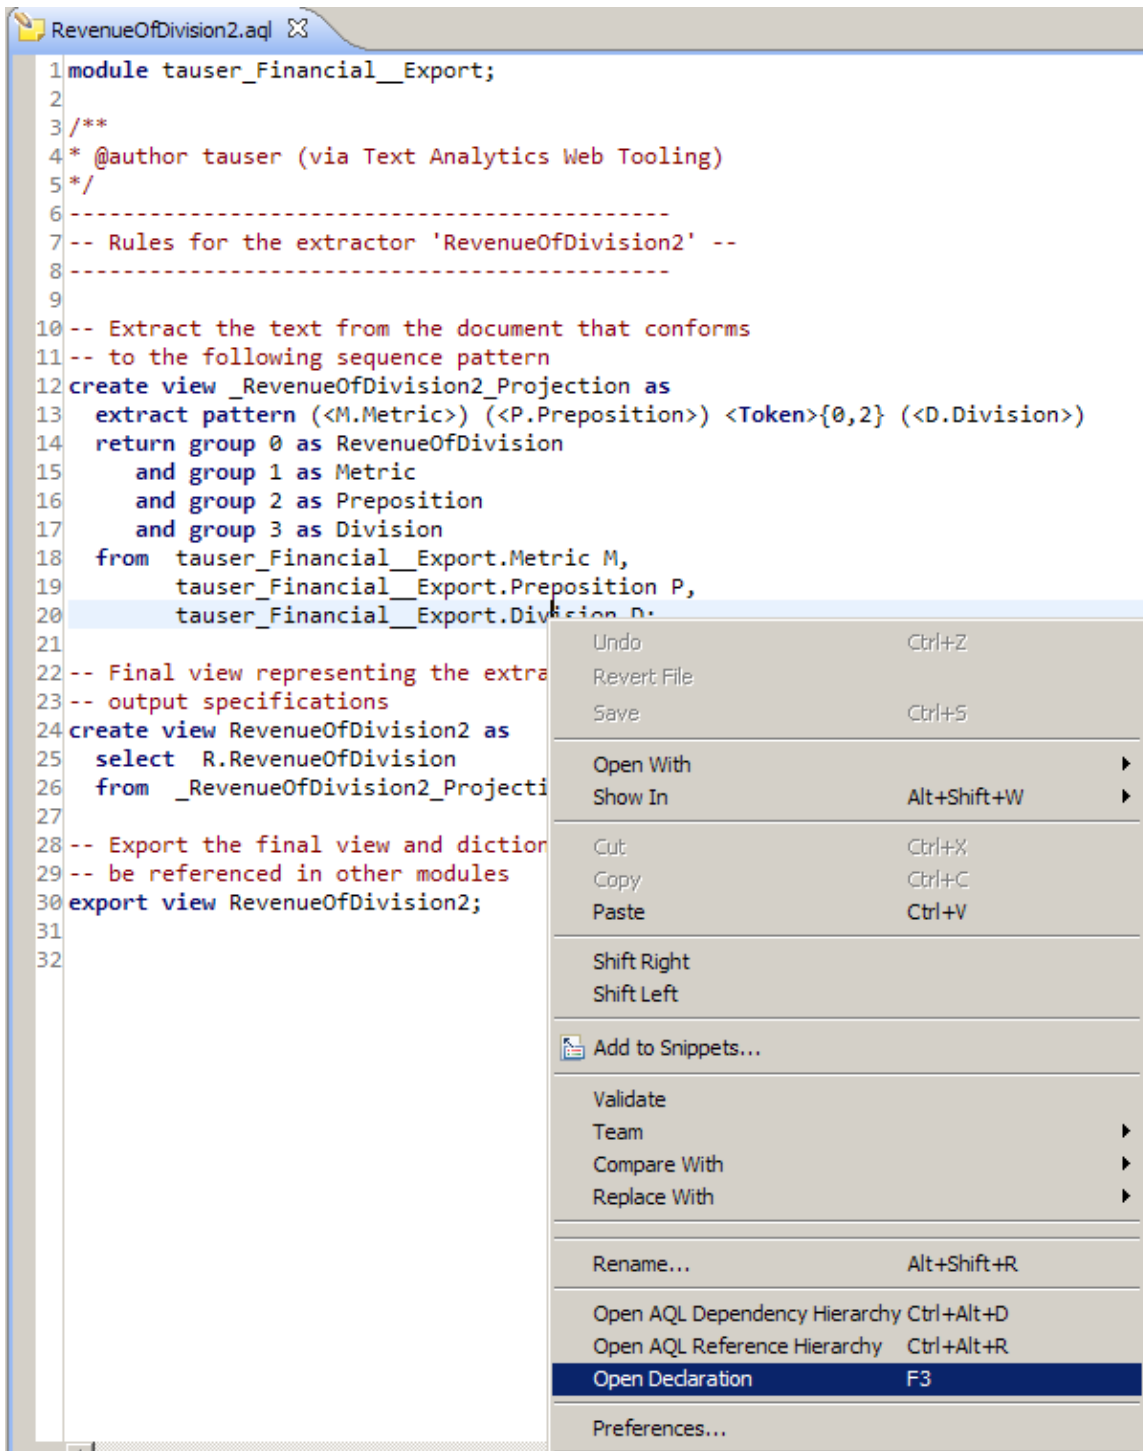 RevenueOfDivision2.aql
1 module tauser_Financial__Export;
2
3 /**
4 * @author tauser (via Text Analytics Web Tooling)
5 */
6 ---------------------------------------------
7 -- Rules for the extractor 'RevenueOfDivision2' --
8 ---------------------------------------------
9
10 -- Extract the text from the document that conforms
11 -- to the following sequence pattern
12 create view _RevenueOfDivision2_Projection as
13 extract pattern (<M.Metric>) (<P.Preposition>) <Token>{0,2} (<D.Division>)
14 return group 0 as RevenueOfDivision
15 and group 1 as Metric
16 and group 2 as Preposition
17 and group 3 as Division
18 from tauser_Financial__Export.Metric M,
19 tauser_Financial__Export.Preposition P,
20 tauser_Financial__Export.Division D;
21
22 -- Final view representing the extra
23 -- output specifications
24 create view RevenueOfDivision2 as
25 select R.RevenueOfDivision
26 from _RevenueOfDivision2_Projecti
27
28 -- Export the final view and diction
29 -- be referenced in other modules
30 export view RevenueOfDivision2;
31
32
Undo Ctrl+Z
Revert File
Save Ctrl+S
Open With
Show In Alt+Shift+W
Cut Ctrl+X
Copy Ctrl+C
Paste Ctrl+V
Shift Right
Shift Left
Add to Snippets...
Validate
Team
Compare With
Replace With
Rename... Alt+Shift+R
Open AQL Dependency Hierarchy Ctrl+Alt+D
Open AQL Reference Hierarchy Ctrl+Alt+R
Open Declaration F3
Preferences...